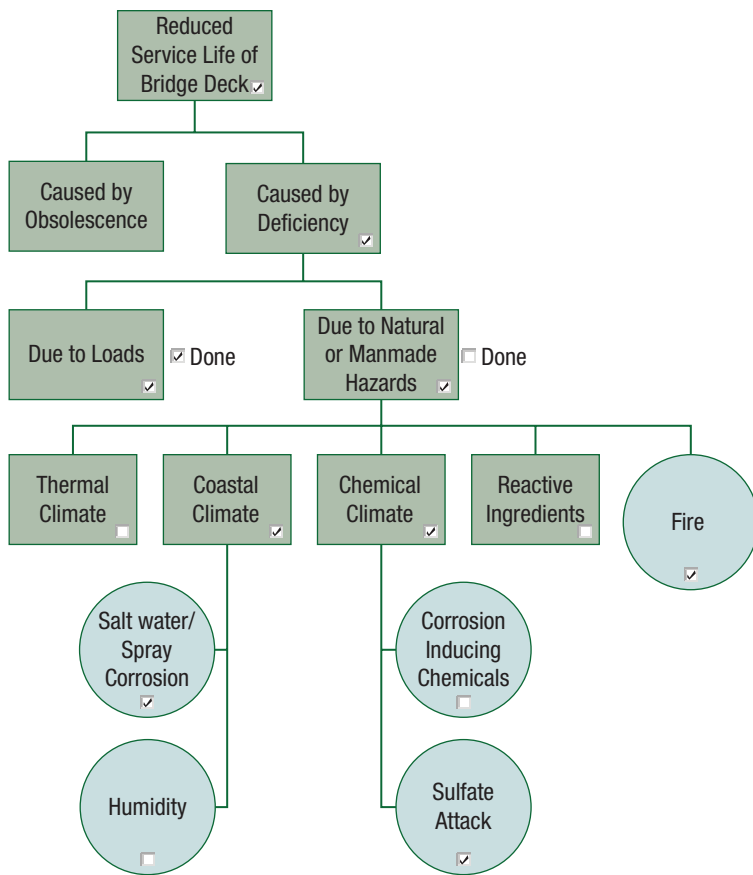 Reduced
Service Life of
Bridge Deck
Caused by
Obsolescence
Caused by
Deficiency
Due to Loads
Done
Due to Natural
or Manmade
Hazards
Done
Thermal
Climate
Coastal
Climate
Chemical
Climate
Reactive
Ingredients
Fire
Salt water/
Spray
Corrosion
Corrosion
Inducing
Chemicals
Humidity
Sulfate
Attack